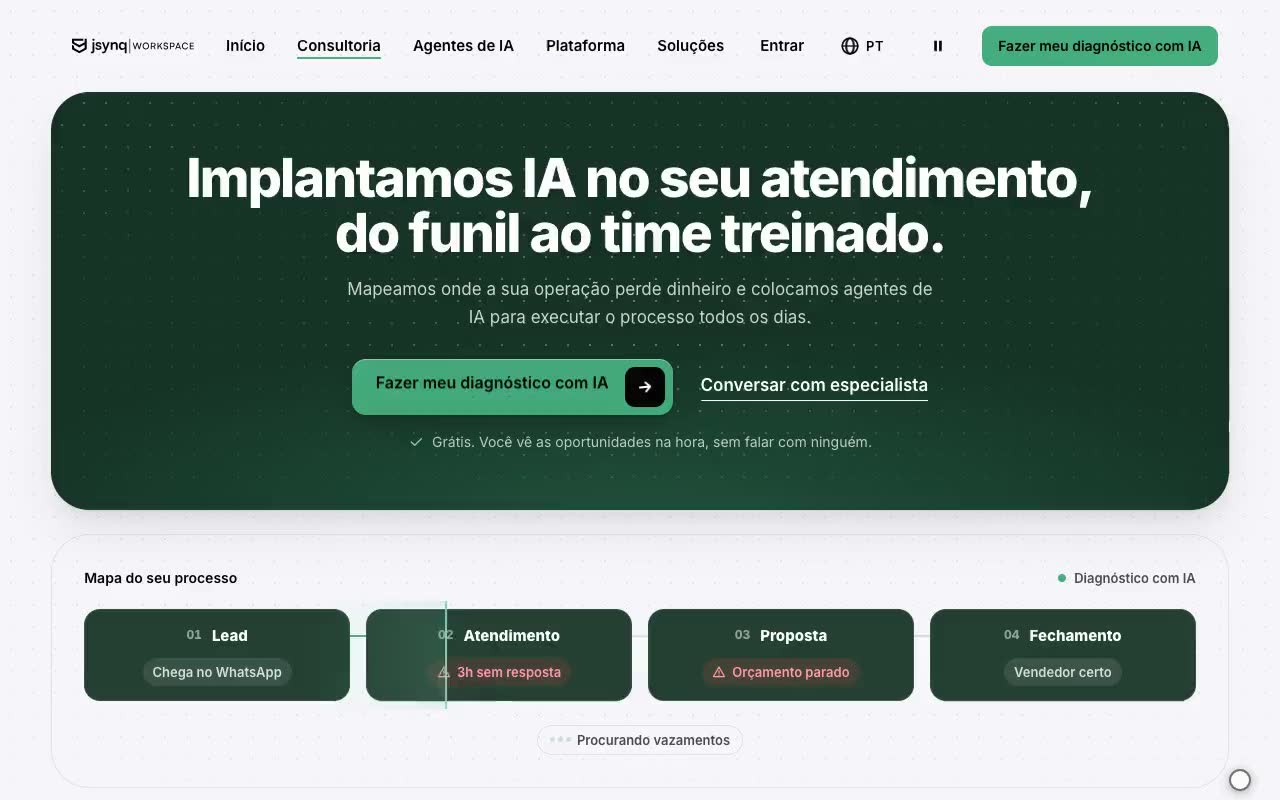 jsynq WORKSPACE
Início
Consultoria
Agentes de IA
Plataforma
Soluções
Entrar
PT
Fazer meu diagnóstico com IA
Implantamos IA no seu atendimento,
do funil ao time treinado.
Mapeamos onde a sua operação perde dinheiro e colocamos agentes de
IA para executar o processo todos os dias.
Fazer meu diagnóstico com IA
Conversar com especialista
Grátis. Você vê as oportunidades na hora, sem falar com ninguém.
Mapa do seu processo
Diagnóstico com IA
01 Lead
Chega no WhatsApp
02 Atendimento
3h sem resposta
03 Proposta
Orçamento parado
04 Fechamento
Vendedor certo
Procurando vazamentos